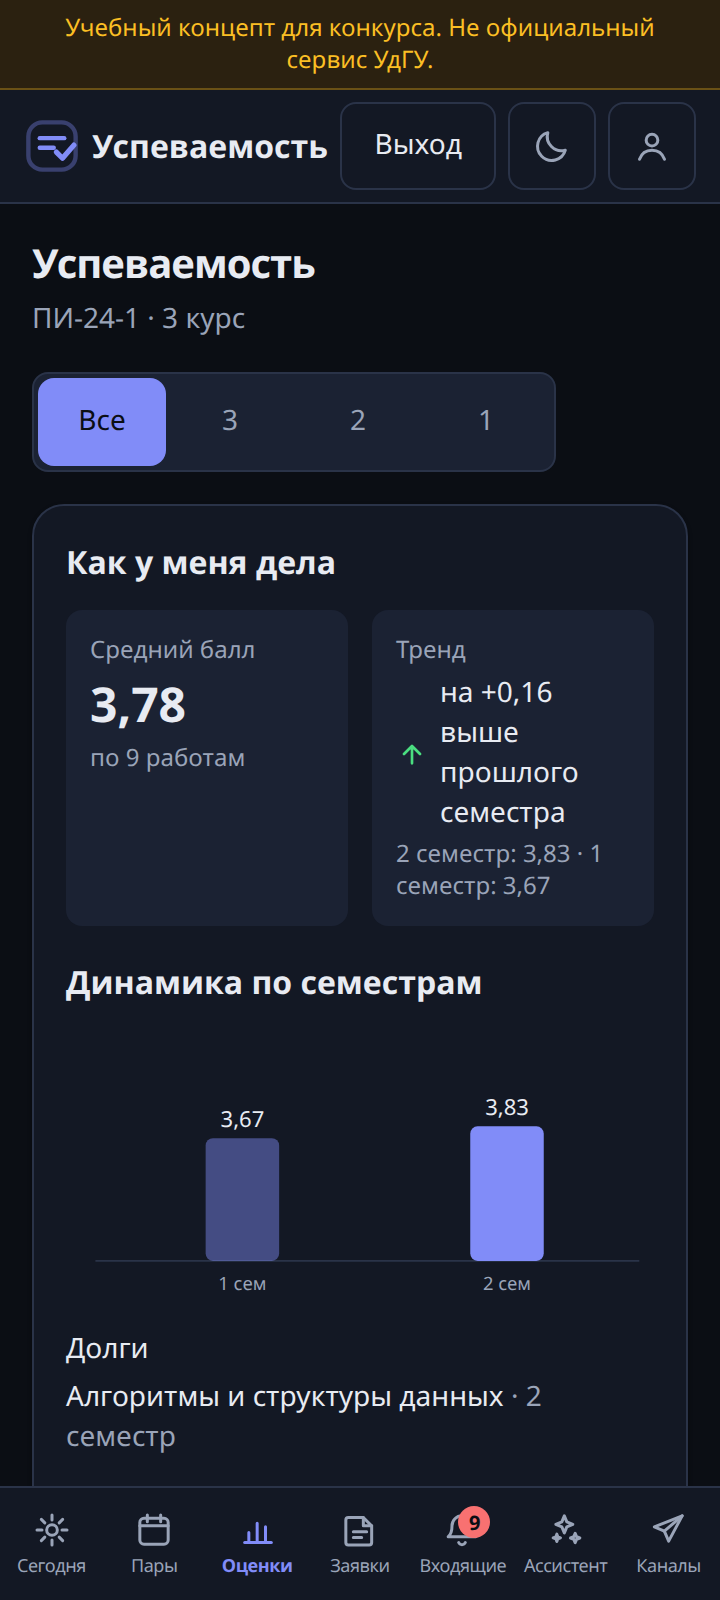 Учебный концепт для конкурса. Не официальный
сервис УдГУ.
Успеваемость
Выход
Успеваемость
ПИ-24-1 · 3 курс
Все 3 2 1
Как у меня дела
Средний балл
3,78
по 9 работам
Тренд
на +0,16
выше
прошлого
семестра
2 семестр: 3,83 · 1
семестр: 3,67
Динамика по семестрам
3,67
3,83
1 сем
2 сем
Долги
Алгоритмы и структуры данных · 2
семестр
9
Сегодня Пары Оценки Заявки Входящие Ассистент Каналы